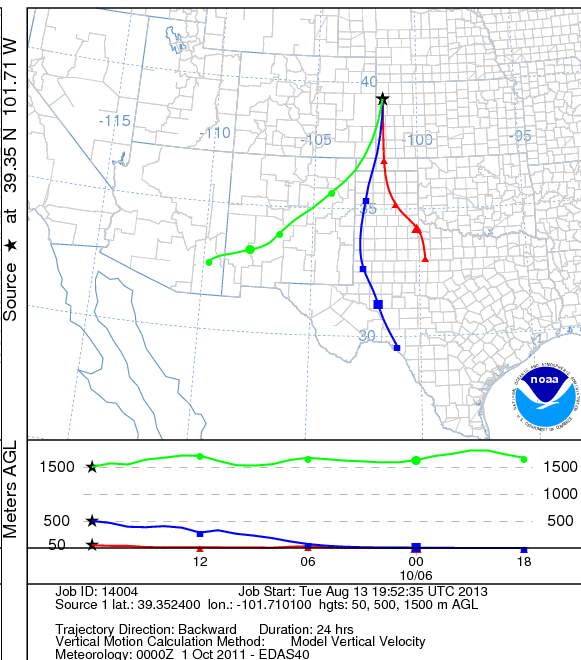 Source ★ at 39.35 N 101.71 W
40
-115
-110
-105
-100
-95
35
30
noaa
Meters AGL
1500
1500
1000
500
500
50
12
06
00
18
10/06
Job ID: 14004 Job Start: Tue Aug 13 19:52:35 UTC 2013
Source 1 lat.: 39.352400 lon.: -101.710100 hgts: 50, 500, 1500 m AGL
Trajectory Direction: Backward Duration: 24 hrs
Vertical Motion Calculation Method: Model Vertical Velocity
Meteorology: 0000Z 1 Oct 2011 - EDAS40